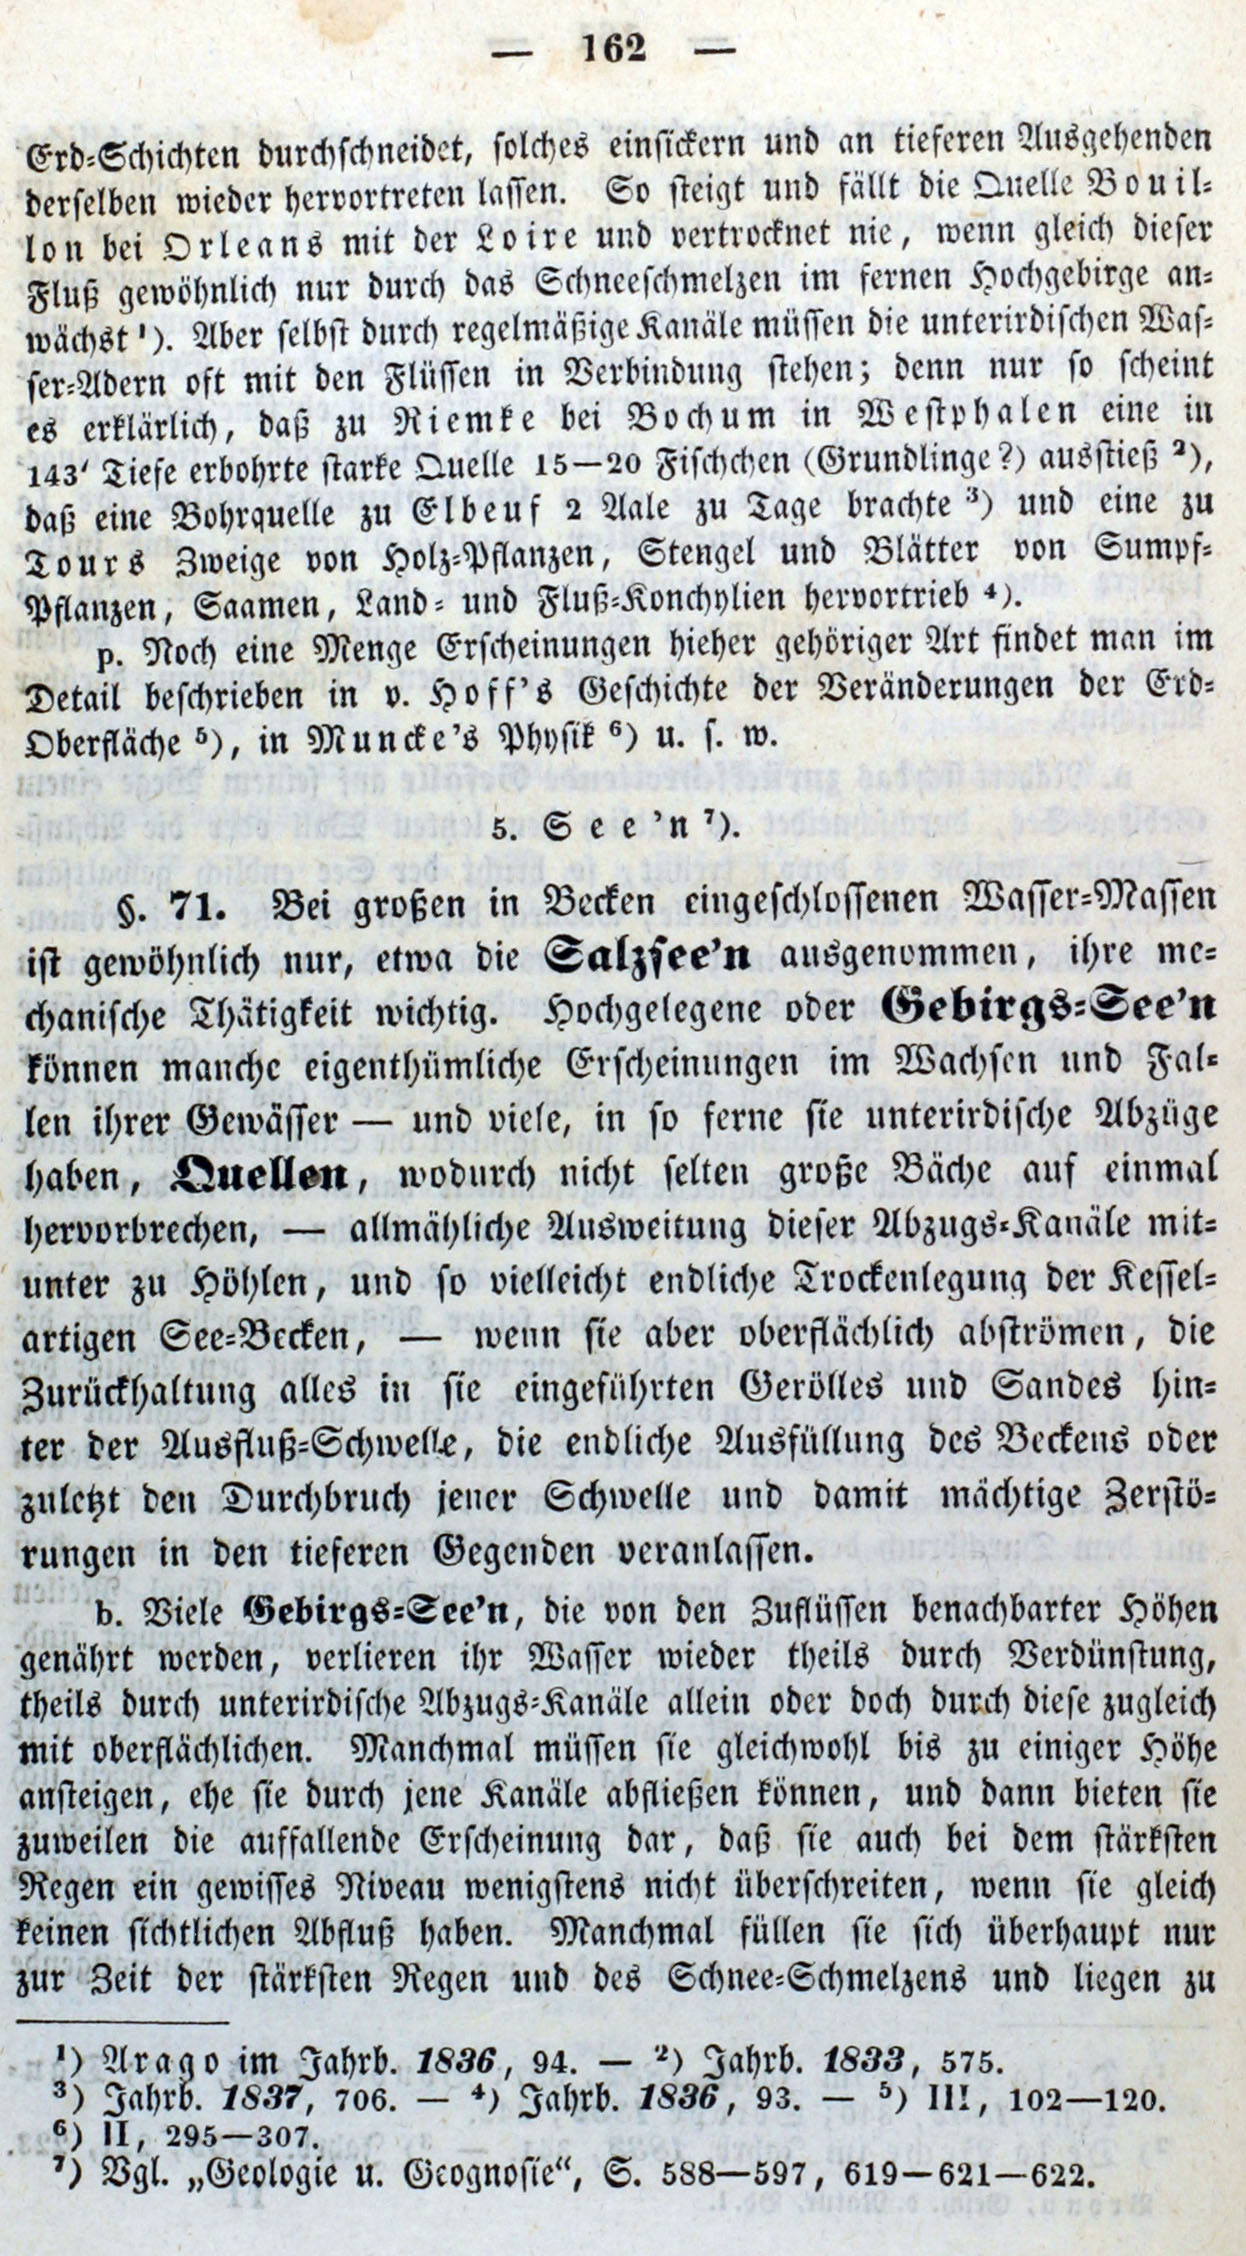 — 162 —
Erd-Schichten durchschneidet, solches einsickern und an tieferen Ausgehenden
derselben wieder hervortreten lassen. So steigt und fällt die Quelle Bouil-
lon bei Orleans mit der Loire und vertrocknet nie, wenn gleich dieser
Fluß gewöhnlich nur durch das Schneeschmelzen im fernen Hochgebirge an-
wächst ¹). Aber selbst durch regelmäßige Kanäle müssen die unterirdischen Was-
ser-Adern oft mit den Flüssen in Verbindung stehen; denn nur so scheint
es erklärlich, daß zu Riemke bei Bochum in Westphalen eine in
143′ Tiefe erbohrte starke Quelle 15—20 Fischchen (Grundlinge?) ausstieß ²),
daß eine Bohrquelle zu Elbeuf 2 Aale zu Tage brachte ³) und eine zu
Tours Zweige von Holz-Pflanzen, Stengel und Blätter von Sumpf-
Pflanzen, Saamen, Land- und Fluß-Konchylien hervortrieb ⁴).
p. Noch eine Menge Erscheinungen hieher gehöriger Art findet man im
Detail beschrieben in v. Hoff's Geschichte der Veränderungen der Erd-
Oberfläche ⁵), in Muncke's Physik ⁶) u. s. w.
5. See'n ⁷).
§. 71. Bei großen in Becken eingeschlossenen Wasser-Massen
ist gewöhnlich nur, etwa die Salzsee'n ausgenommen, ihre me-
chanische Thätigkeit wichtig. Hochgelegene oder Gebirgs-See'n
können manche eigenthümliche Erscheinungen im Wachsen und Fal-
len ihrer Gewässer — und viele, in so ferne sie unterirdische Abzüge
haben, Quellen, wodurch nicht selten große Bäche auf einmal
hervorbrechen, — allmähliche Ausweitung dieser Abzugs-Kanäle mit-
unter zu Höhlen, und so vielleicht endliche Trockenlegung der Kessel-
artigen See-Becken, — wenn sie aber oberflächlich abströmen, die
Zurückhaltung alles in sie eingeführten Gerölles und Sandes hin-
ter der Ausfluß-Schwelle, die endliche Ausfüllung des Beckens oder
zuletzt den Durchbruch jener Schwelle und damit mächtige Zerstö-
rungen in den tieferen Gegenden veranlassen.
b. Viele Gebirgs-See'n, die von den Zuflüssen benachbarter Höhen
genährt werden, verlieren ihr Wasser wieder theils durch Verdünstung,
theils durch unterirdische Abzugs-Kanäle allein oder doch durch diese zugleich
mit oberflächlichen. Manchmal müssen sie gleichwohl bis zu einiger Höhe
ansteigen, ehe sie durch jene Kanäle abfließen können, und dann bieten sie
zuweilen die auffallende Erscheinung dar, daß sie auch bei dem stärksten
Regen ein gewisses Niveau wenigstens nicht überschreiten, wenn sie gleich
keinen sichtlichen Abfluß haben. Manchmal füllen sie sich überhaupt nur
zur Zeit der stärksten Regen und des Schnee-Schmelzens und liegen zu
¹) Arago im Jahrb. 1836, 94. — ²) Jahrb. 1833, 575.
³) Jahrb. 1837, 706. — ⁴) Jahrb. 1836, 93. — ⁵) III, 102—120.
⁶) II, 295—307.
⁷) Vgl. „Geologie u. Geognosie“, S. 588—597, 619—621—622.